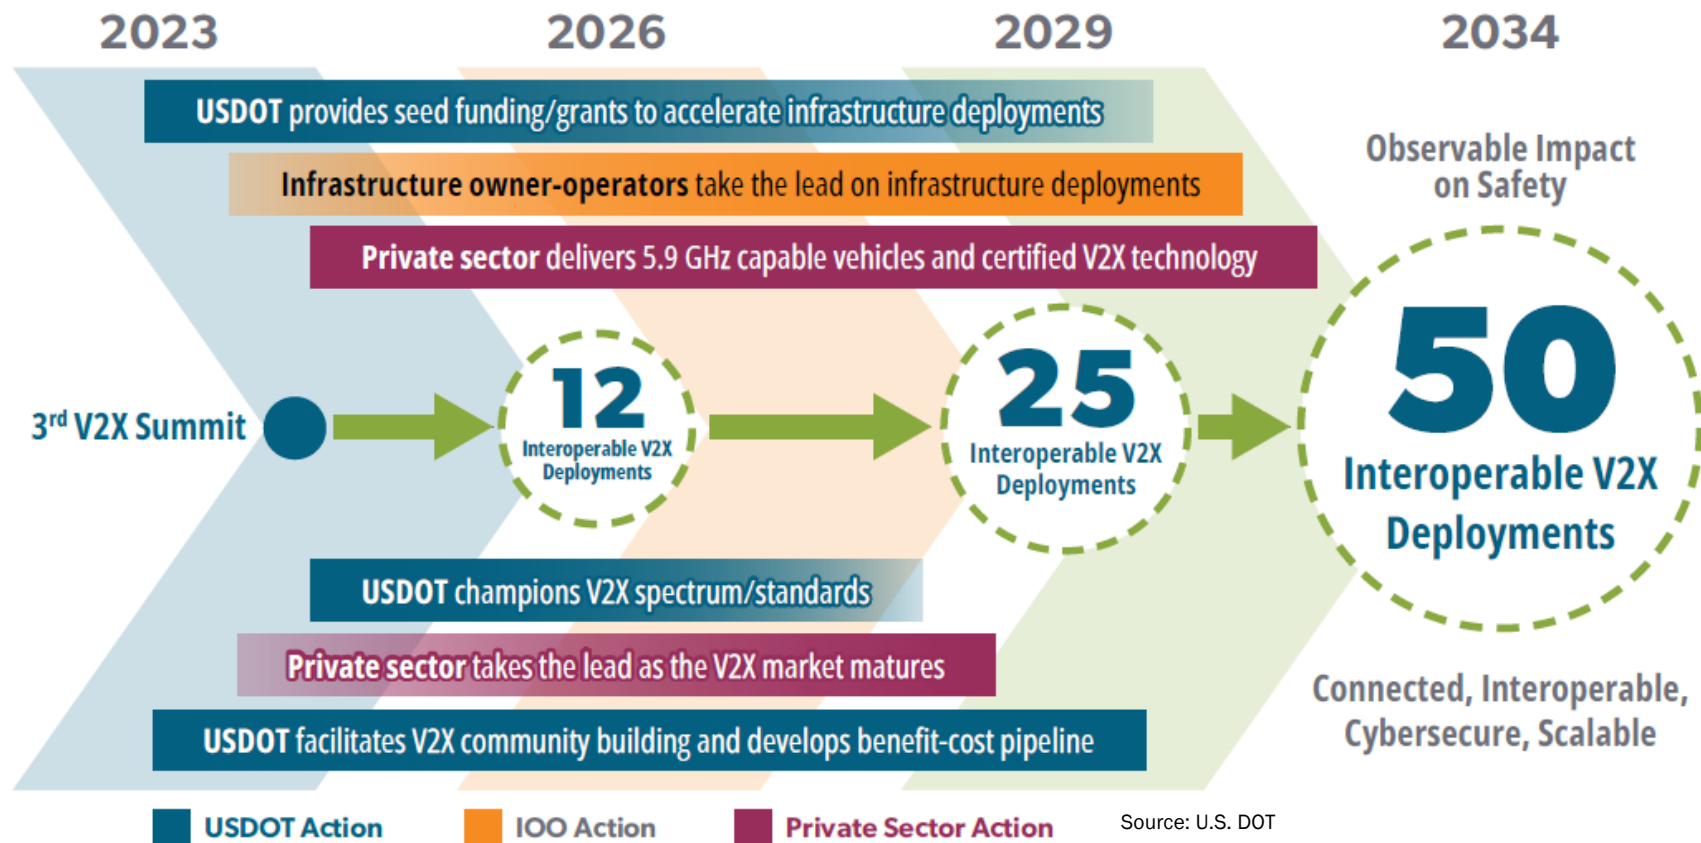 2023
2026
2029
2034
USDOT provides seed funding/grants to accelerate infrastructure deployments
Infrastructure owner-operators take the lead on infrastructure deployments
Private sector delivers 5.9 GHz capable vehicles and certified V2X technology
Observable Impact
on Safety
3rd V2X Summit
12
Interoperable V2X
Deployments
25
Interoperable V2X
Deployments
50
Interoperable V2X
Deployments
USDOT champions V2X spectrum/standards
Private sector takes the lead as the V2X market matures
USDOT facilitates V2X community building and develops benefit-cost pipeline
Connected, Interoperable,
Cybersecure, Scalable
USDOT Action
IOO Action
Private Sector Action
Source: U.S. DOT